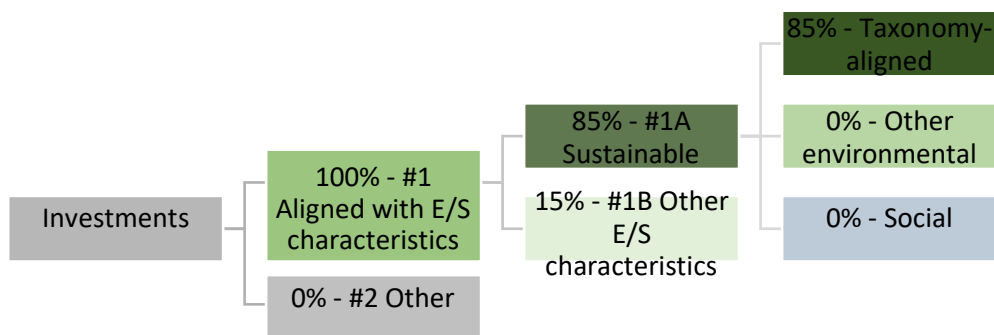 Investments
100% - #1
Aligned with E/S
characteristics
0% - #2 Other
85% - #1A
Sustainable
15% - #1B Other
E/S
characteristics
85% - Taxonomy-
aligned
0% - Other
environmental
0% - Social